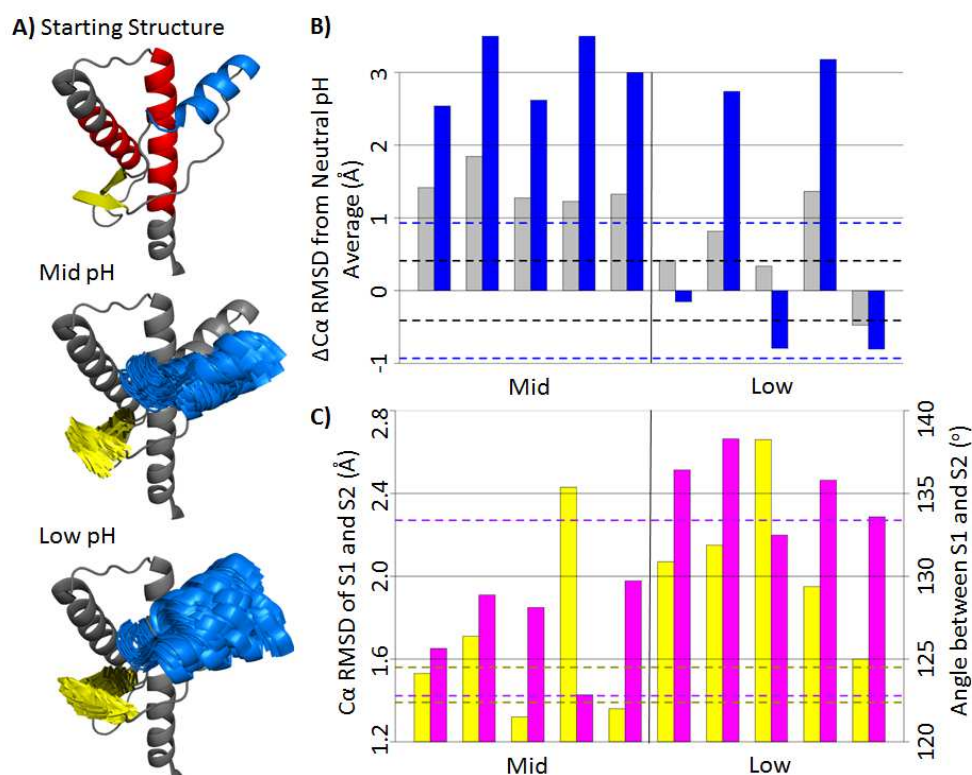 A) Starting Structure
Mid pH
Low pH
B)
ΔCα RMSD from Neutral pH
Average (Å)
3
2
1
0
-1
Mid
Low
C)
Cα RMSD of S1 and S2 (Å)
2.8
2.4
2.0
1.6
1.2
Angle between S1 and S2 (°)
140
135
130
125
120
Mid
Low